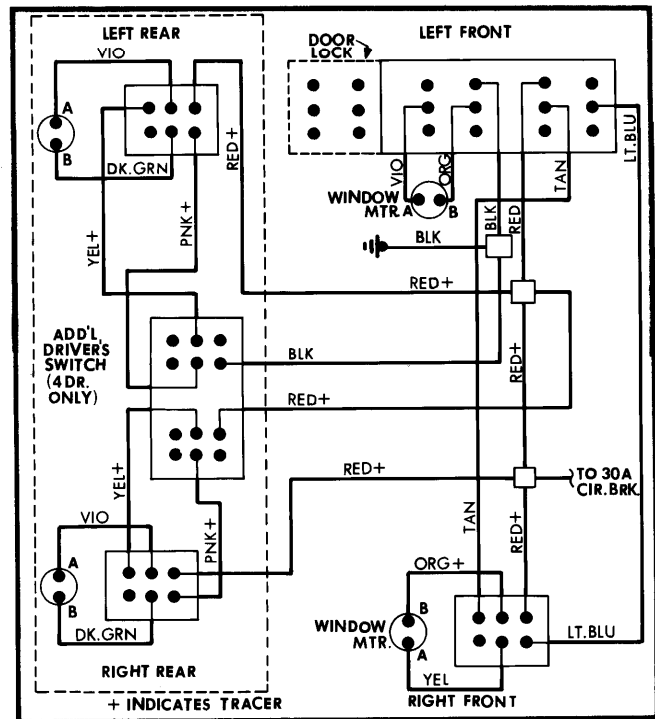 LEFT REAR
VIO
A
B
DK.GRN
YEL+
PNK+
RED+
DOOR
LOCK
LEFT FRONT
VIO
ORG
WINDOW
MTR. A
B
BLK
RED
TAN
LT.BLU
BLK
RED+
ADD'L.
DRIVER'S
SWITCH
(4 DR.
ONLY)
BLK
RED+
RED+
YEL+
RED+
TO 30A
CIR.BRK.
VIO
PNK+
TAN
RED+
A
B
DK.GRN
ORG+
B
WINDOW
MTR.
A
LT.BLU
YEL
RIGHT REAR
RIGHT FRONT
+ INDICATES TRACER